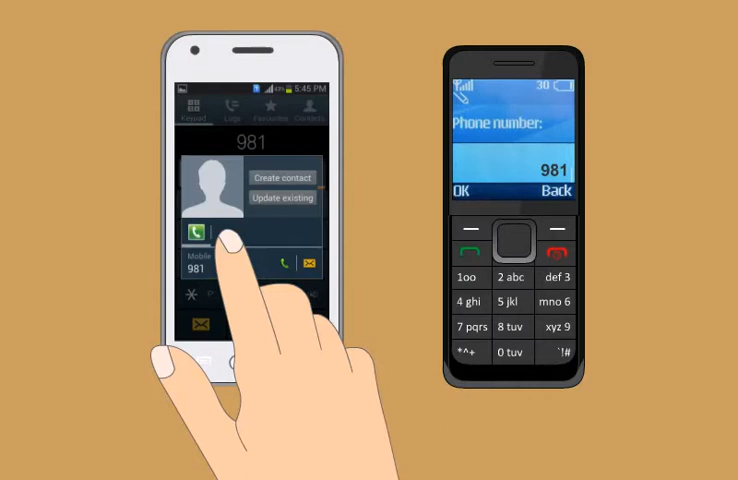 5:45 PM
Keypad Logs Favourites Contacts
981
Create contact
Update existing
Mobile
981
30
Phone number:
981
OK Back
1oo 2 abc def 3
4 ghi 5 jkl mno 6
7 pqrs 8 tuv xyz 9
*^+ 0 tuv `!#